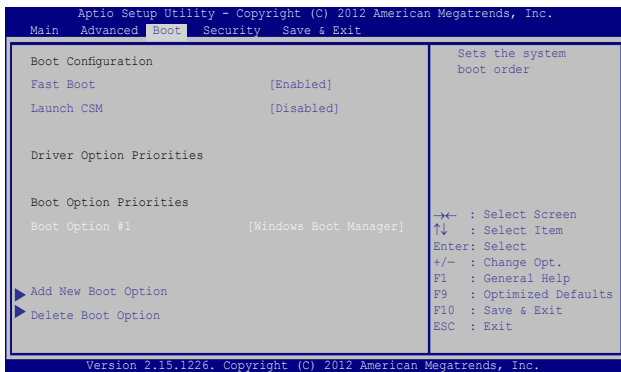 Aptio Setup Utility - Copyright (C) 2012 American Megatrends, Inc.
Main Advanced Boot Security Save & Exit
Boot Configuration
Fast Boot [Enabled]
Launch CSM [Disabled]
Driver Option Priorities
Boot Option Priorities
Boot Option #1 [Windows Boot Manager]
Add New Boot Option
Delete Boot Option
Sets the system
boot order
→← : Select Screen
↑↓ : Select Item
Enter: Select
+/— : Change Opt.
F1 : General Help
F9 : Optimized Defaults
F10 : Save & Exit
ESC : Exit
Version 2.15.1226. Copyright (C) 2012 American Megatrends, Inc.